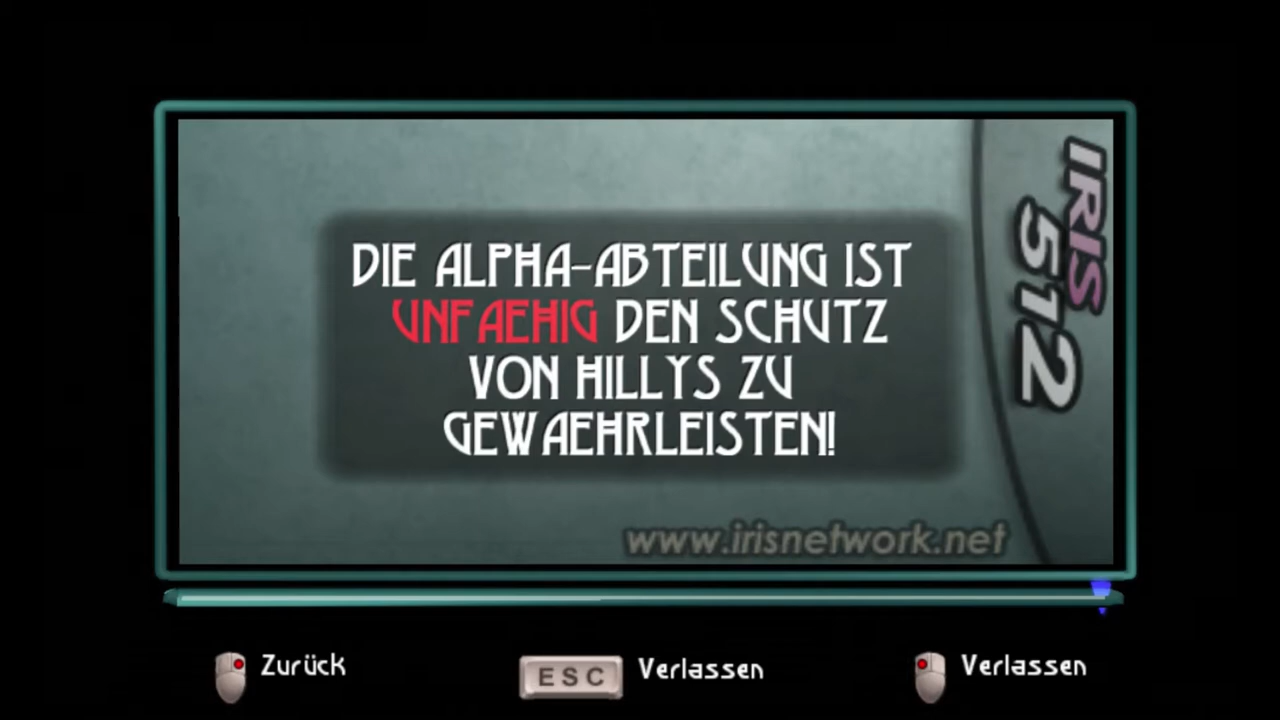 IRIS
512
DIE ALPHA-ABTEILUNG IST
UNFAEHIG DEN SCHUTZ
VON HILLYS ZU
GEWAEHRLEISTEN!
www.irisnetwork.net
Zurück
ESC Verlassen
Verlassen